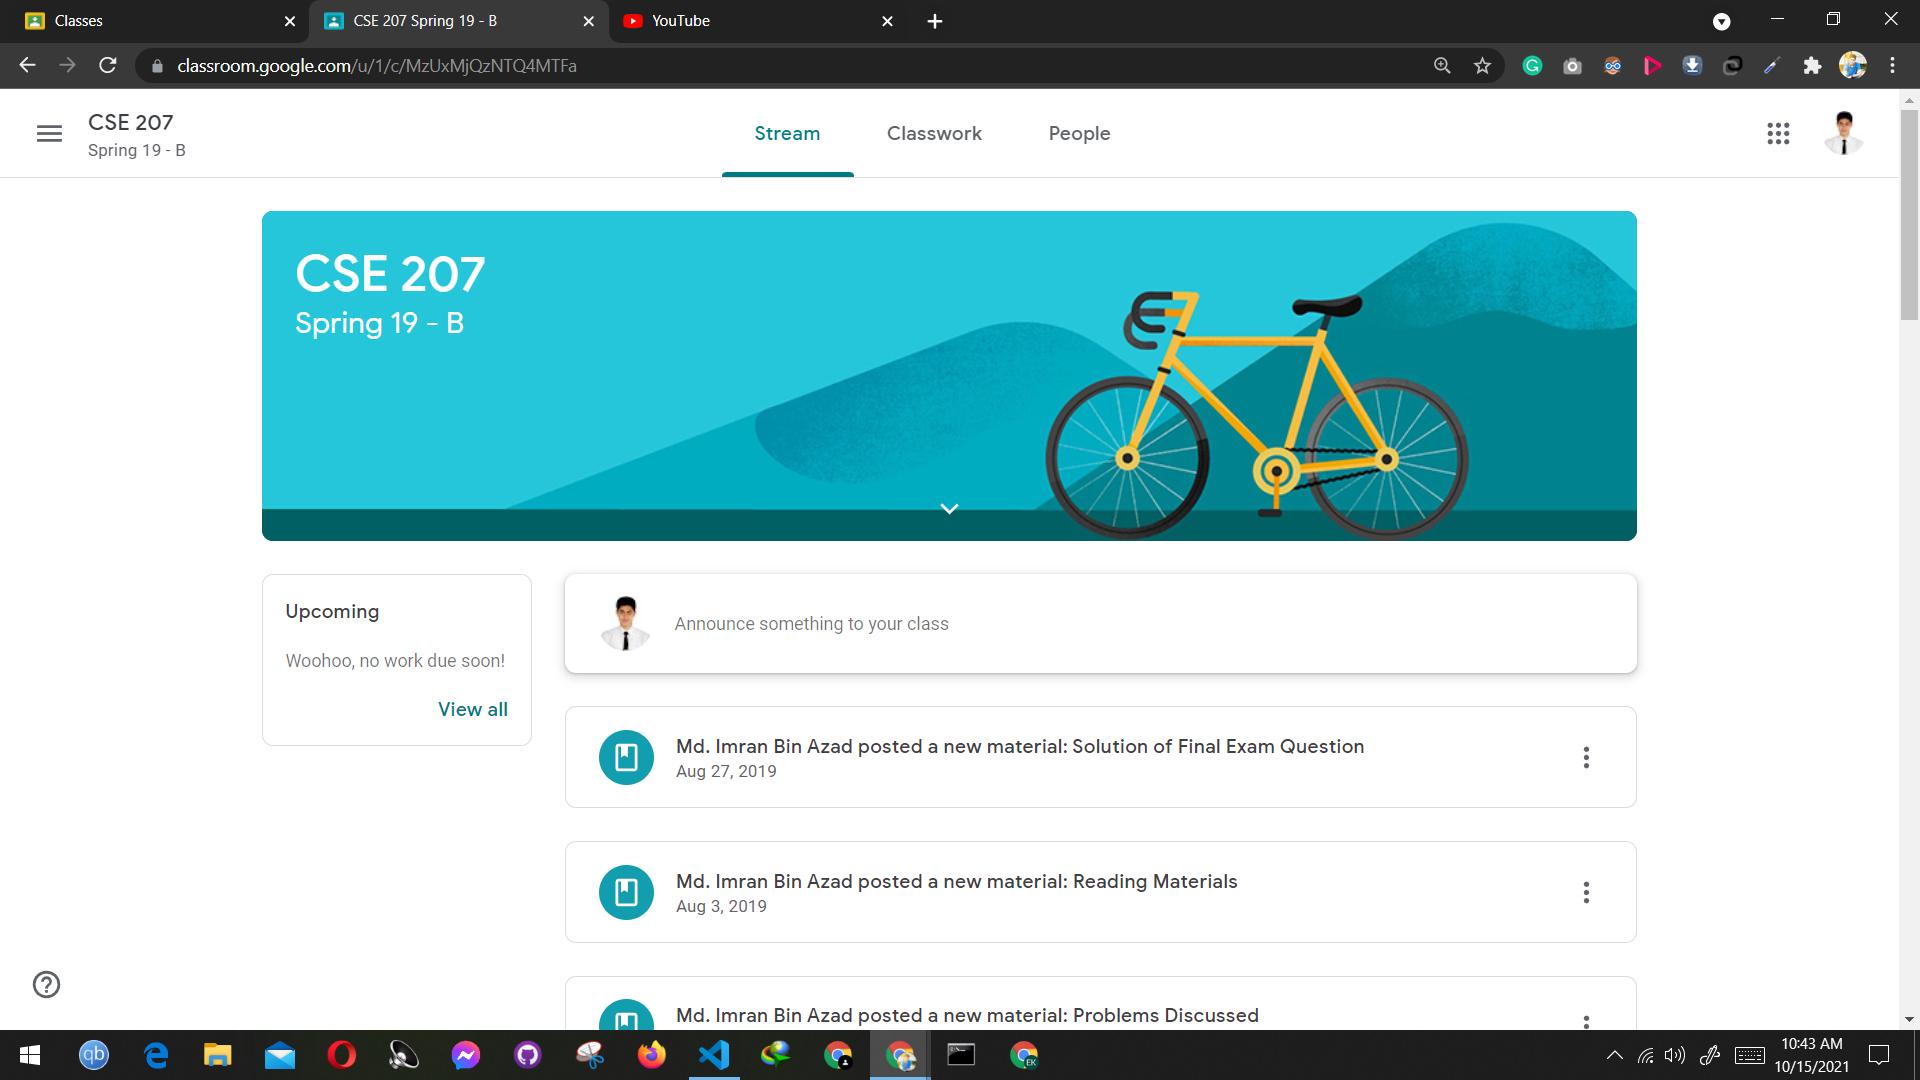 Classes
CSE 207 Spring 19 - B
YouTube
classroom.google.com/u/1/c/MzUxMjQzNTQ4MTFa
CSE 207
Spring 19 - B
Stream
Classwork
People
CSE 207
Spring 19 - B
Upcoming
Woohoo, no work due soon!
View all
Announce something to your class
Md. Imran Bin Azad posted a new material: Solution of Final Exam Question
Aug 27, 2019
Md. Imran Bin Azad posted a new material: Reading Materials
Aug 3, 2019
Md. Imran Bin Azad posted a new material: Problems Discussed
qb
EK
10:43 AM
10/15/2021